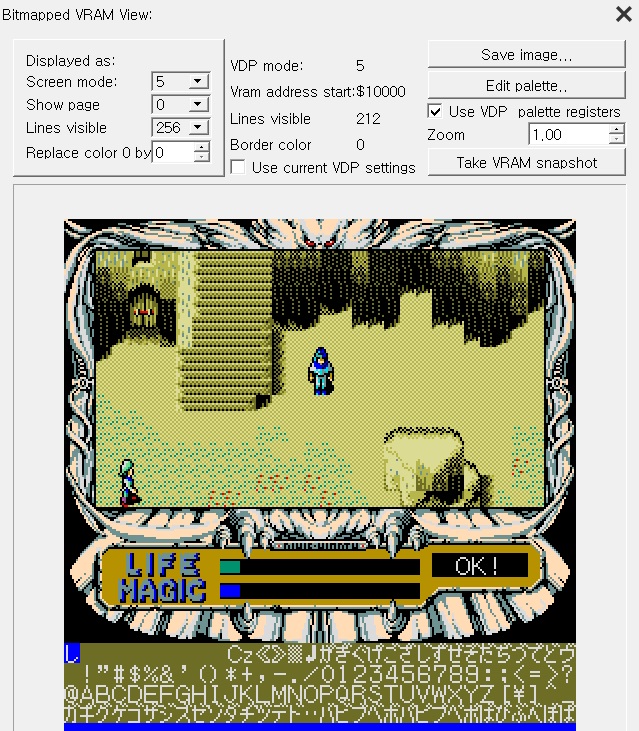 Bitmapped VRAM View:
Displayed as:
Screen mode: 5
Show page 0
Lines visible 256
Replace color 0 by 0
VDP mode: 5
Vram address start: $10000
Lines visible 212
Border color 0
Use current VDP settings
Save image...
Edit palette..
Use VDP palette registers
Zoom 1.00
Take VRAM snapshot
LIFE
MAGIC
OK!
し
!"#$%&' ()*+,-./0123456789:;<=>?
@ABCDEFGHIJKLMNOPQRSTUVWXYZ[¥]^